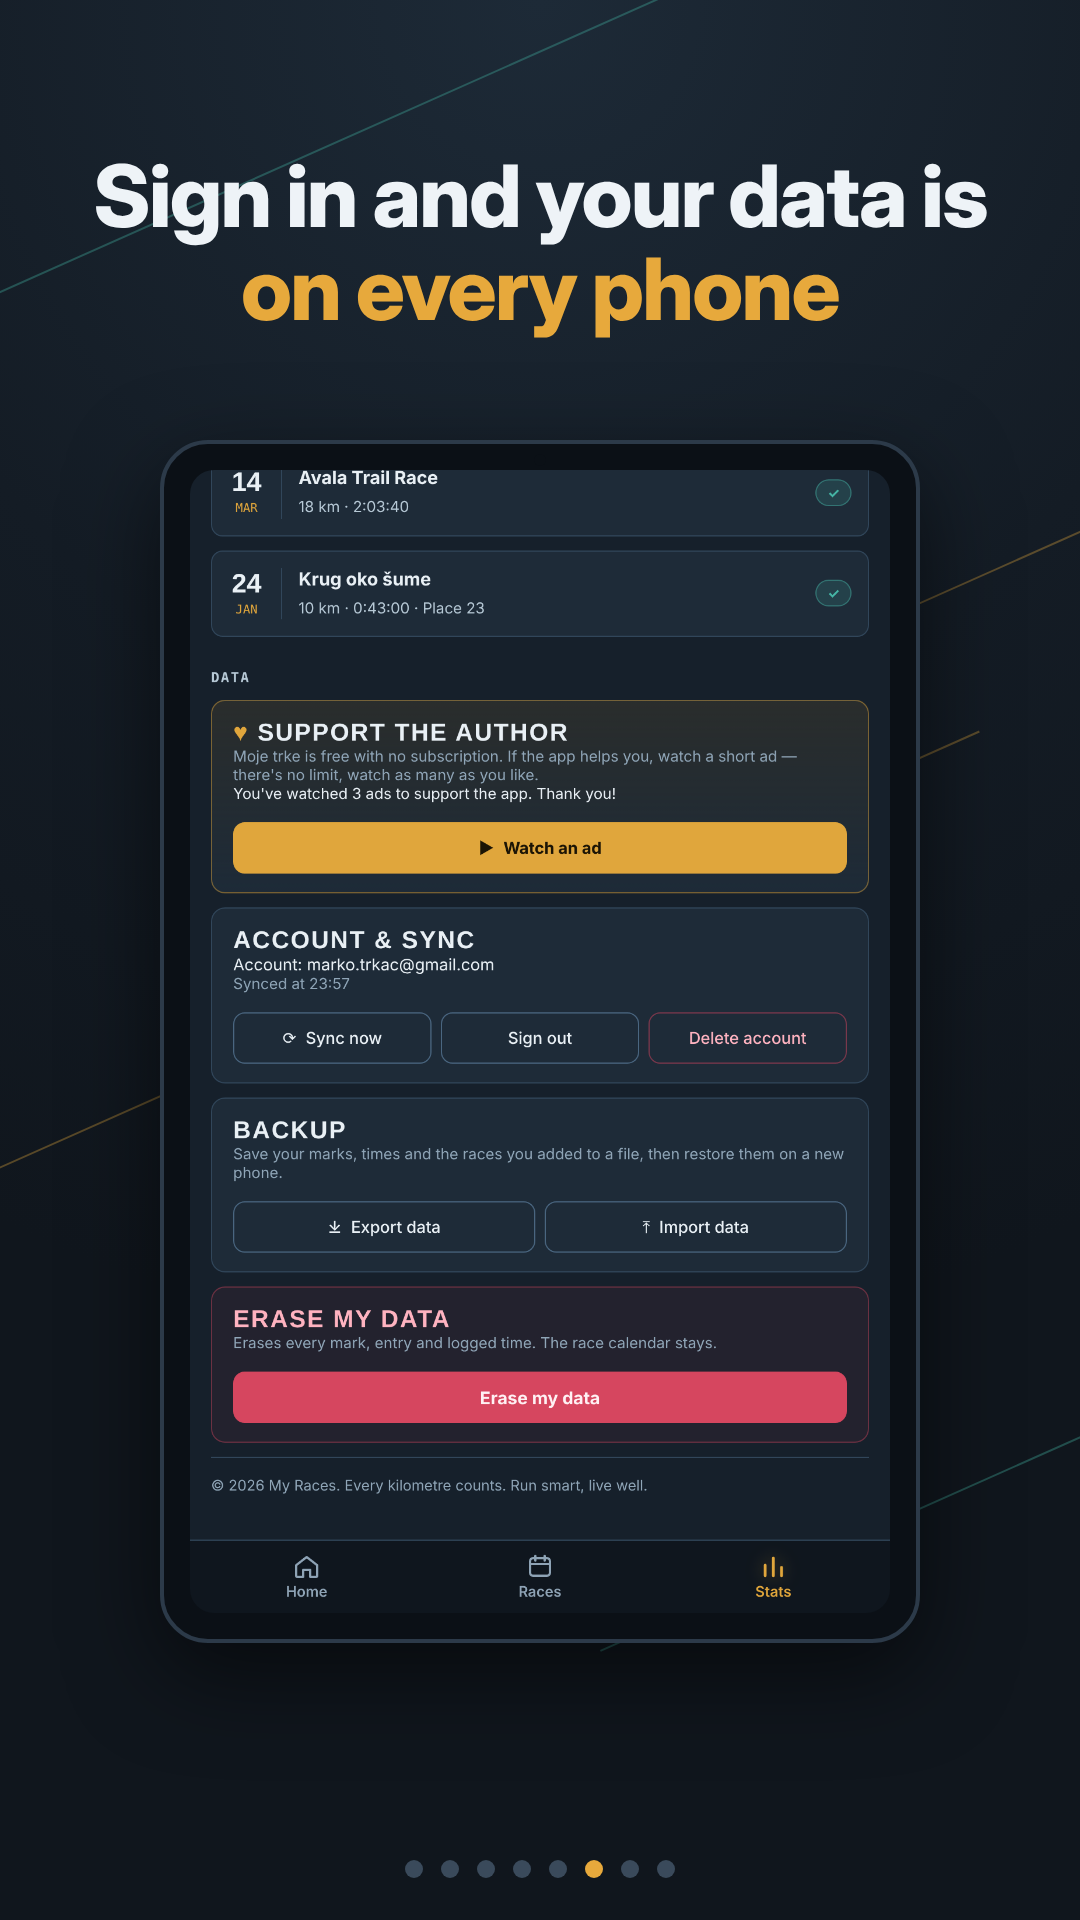 Sign in and your data is
on every phone
14
MAR
Avala Trail Race
18 km · 2:03:40
✓
24
JAN
Krug oko šume
10 km · 0:43:00 · Place 23
✓
DATA
♥ SUPPORT THE AUTHOR
Moje trke is free with no subscription. If the app helps you, watch a short ad —
there's no limit, watch as many as you like.
You've watched 3 ads to support the app. Thank you!
▶ Watch an ad
ACCOUNT & SYNC
Account: marko.trkac@gmail.com
Synced at 23:57
⟳ Sync now
Sign out
Delete account
BACKUP
Save your marks, times and the races you added to a file, then restore them on a new
phone.
Export data
Import data
ERASE MY DATA
Erases every mark, entry and logged time. The race calendar stays.
Erase my data
© 2026 My Races. Every kilometre counts. Run smart, live well.
Home
Races
Stats